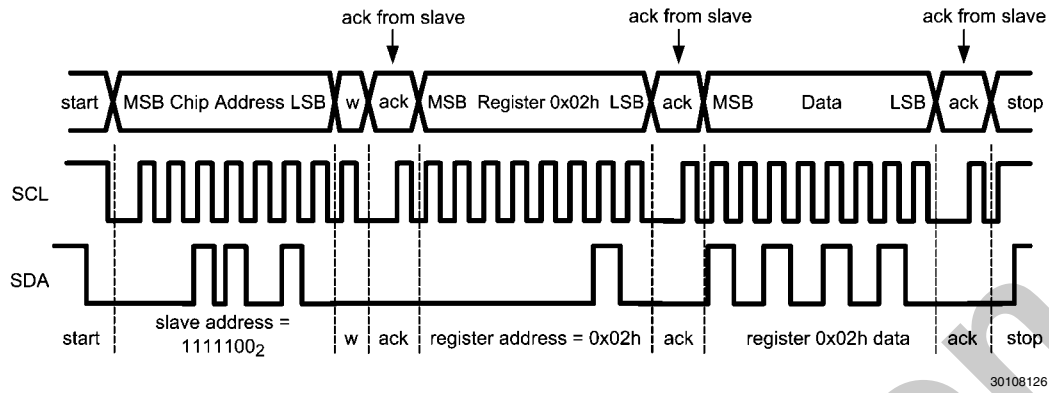 ack from slave ack from slave ack from slave
start MSB Chip Address LSB w ack MSB Register 0x02h LSB ack MSB Data LSB ack stop
SCL
SDA
slave address =
start 1111100₂ w ack register address = 0x02h ack register 0x02h data ack stop
30108126